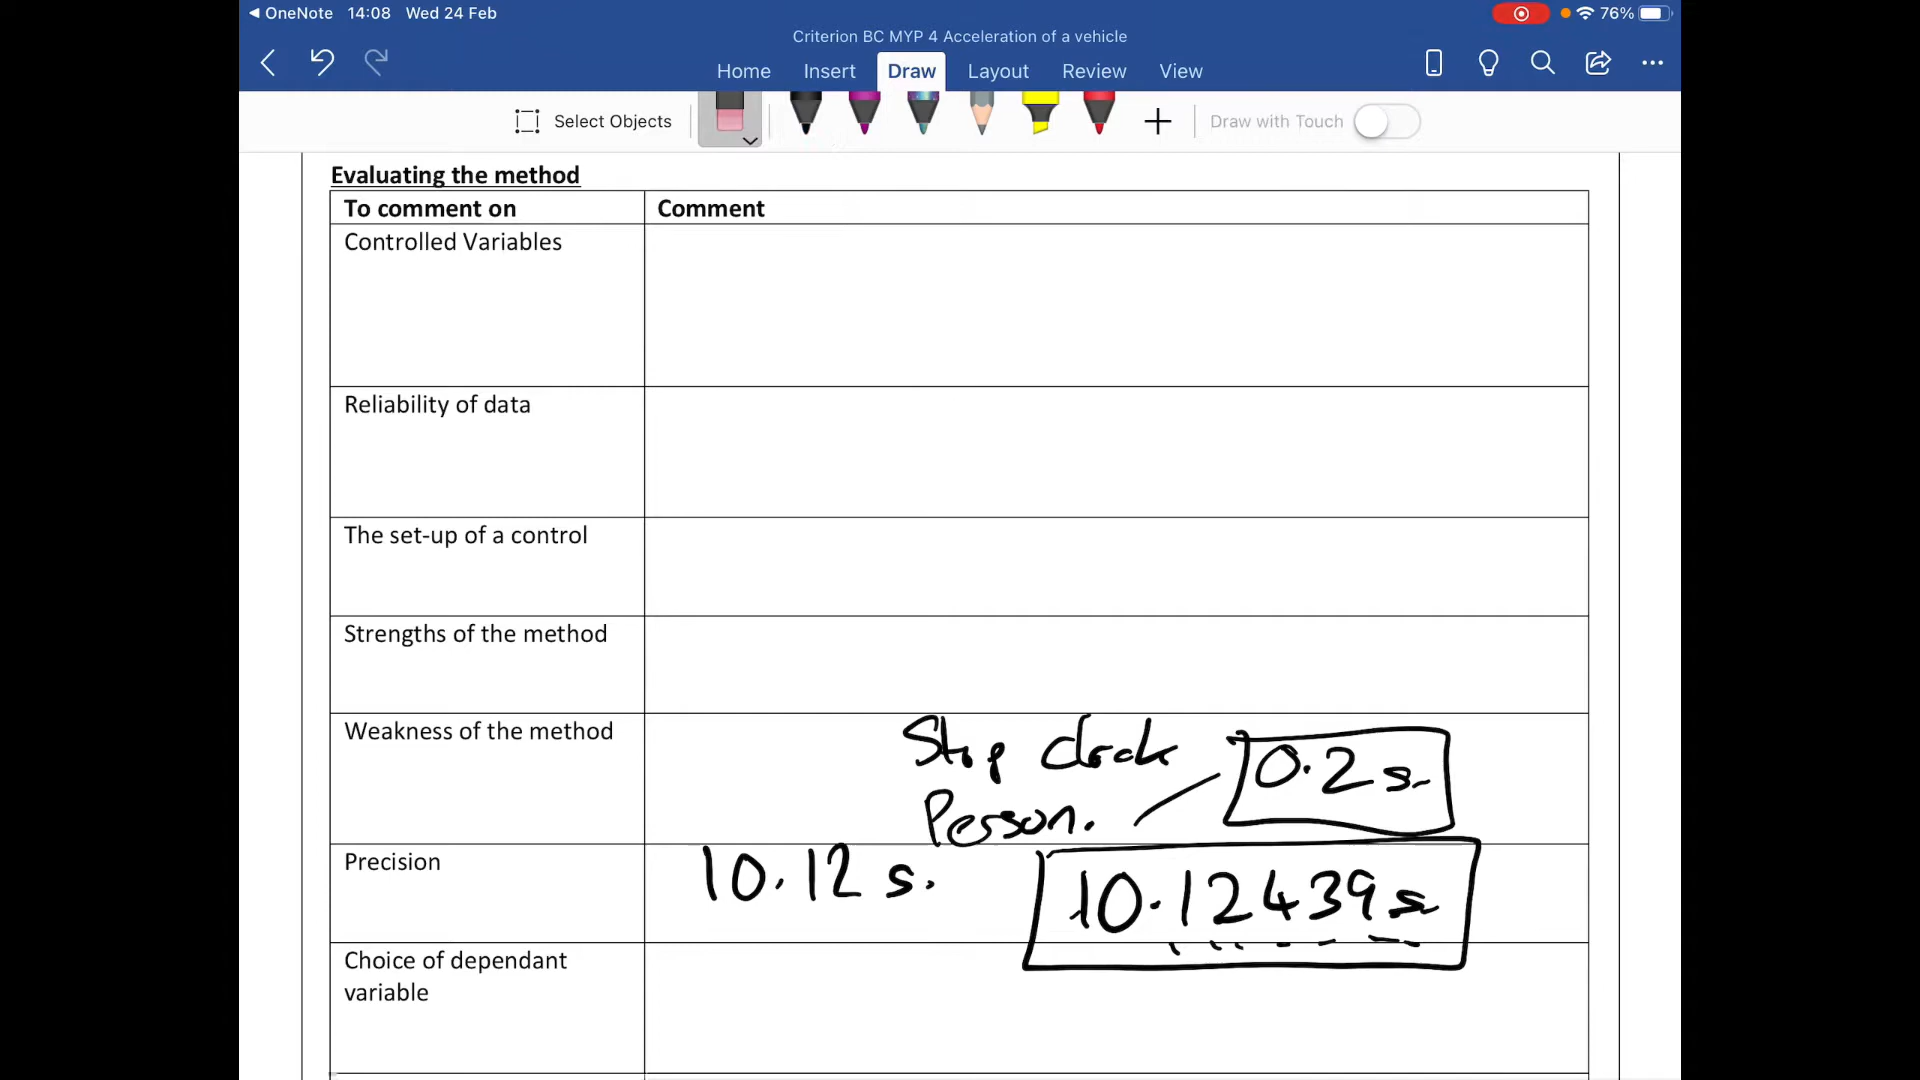 OneNote 14:08 Wed 24 Feb
76%
Criterion BC MYP 4 Acceleration of a vehicle
Home Insert Draw Layout Review View
Select Objects
Draw with Touch
Evaluating the method
To comment on Comment
Controlled Variables
Reliability of data
The set-up of a control
Strengths of the method
Weakness of the method
Stop clock
0.2 s
Person.
Precision
10.12 s.
10.12439 s
Choice of dependant
variable